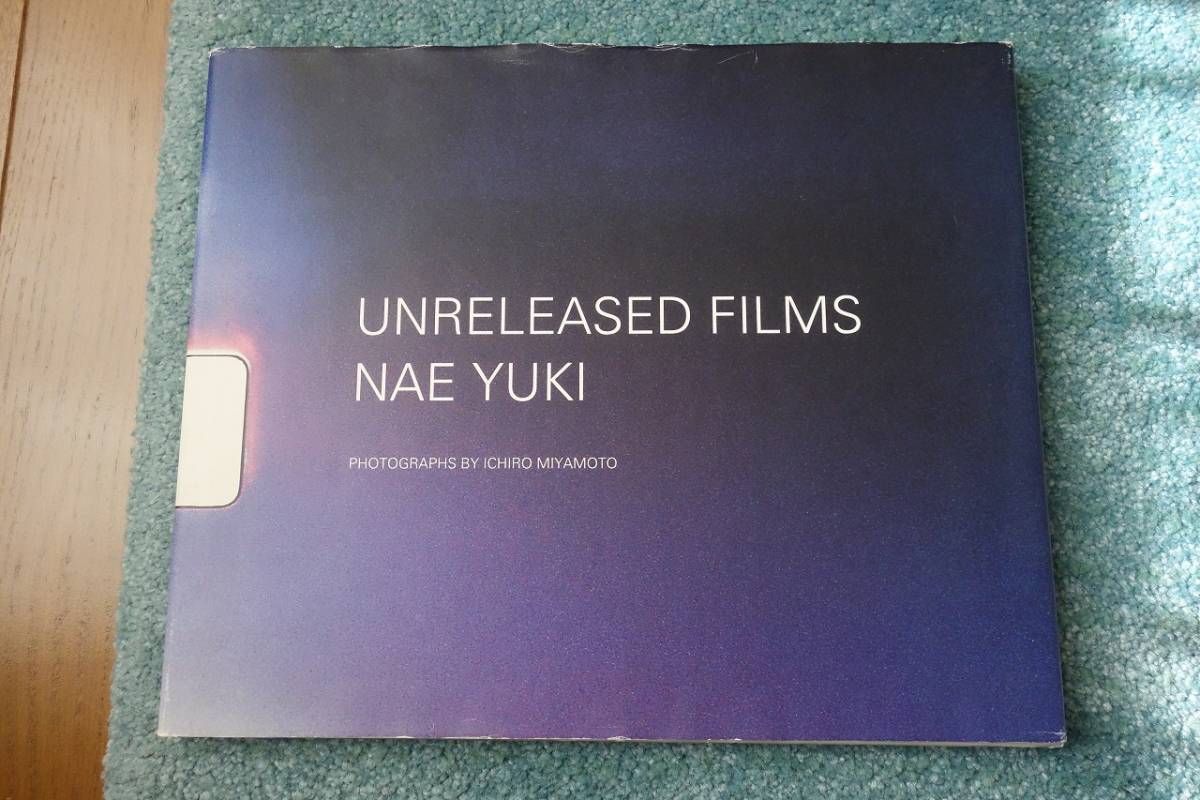 UNRELEASED FILMS
NAE YUKI
PHOTOGRAPHS BY ICHIRO MIYAMOTO